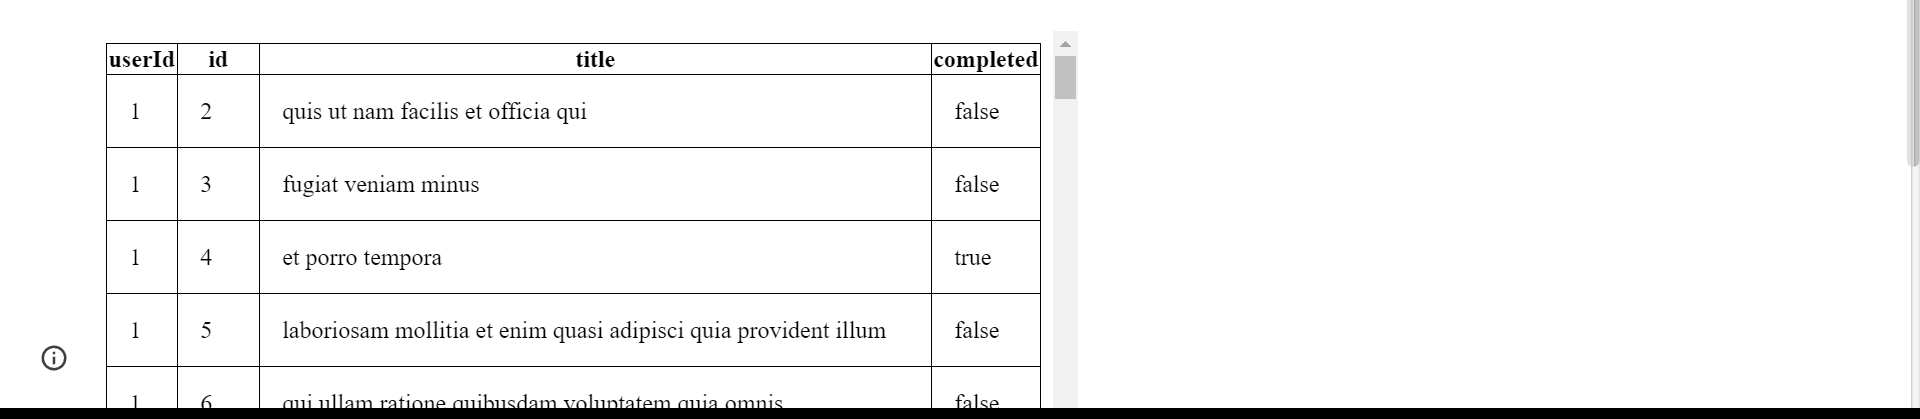 userId id title completed
1 2 quis ut nam facilis et officia qui false
1 3 fugiat veniam minus false
1 4 et porro tempora true
1 5 laboriosam mollitia et enim quasi adipisci quia provident illum false
1 6 qui ullam ratione quibusdam voluptatem quia omnis false